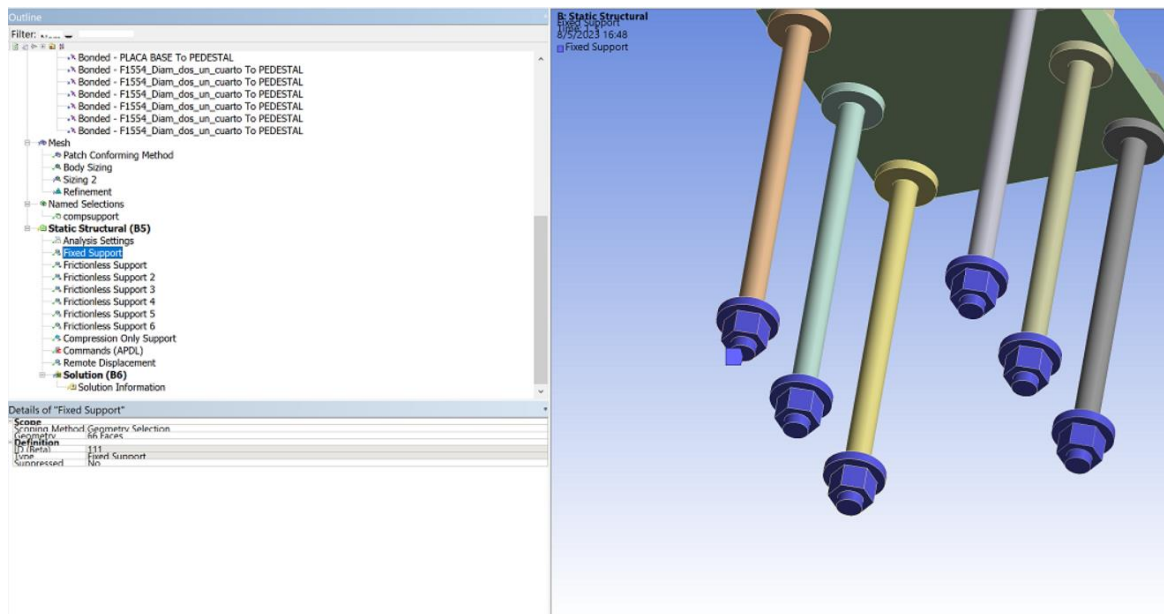 Outline
Filter:
Bonded - PLACA BASE To PEDESTAL
Bonded - F1554_Diam_dos_un_cuarto To PEDESTAL
Bonded - F1554_Diam_dos_un_cuarto To PEDESTAL
Bonded - F1554_Diam_dos_un_cuarto To PEDESTAL
Bonded - F1554_Diam_dos_un_cuarto To PEDESTAL
Bonded - F1554_Diam_dos_un_cuarto To PEDESTAL
Bonded - F1554_Diam_dos_un_cuarto To PEDESTAL
Mesh
Patch Conforming Method
Body Sizing
Sizing 2
Refinement
Named Selections
compsupport
Static Structural (B5)
Analysis Settings
Fixed Support
Frictionless Support
Frictionless Support 2
Frictionless Support 3
Frictionless Support 4
Frictionless Support 5
Frictionless Support 6
Compression Only Support
Commands (APDL)
Remote Displacement
Solution (B6)
Solution Information
Details of "Fixed Support"
Scope
Scoping Method Geometry Selection
Geometry 66 Faces
Definition
ID (Beta) 111
Type Fixed Support
Suppressed No
B: Static Structural
Fixed Support
8/5/2023 16:48
Fixed Support